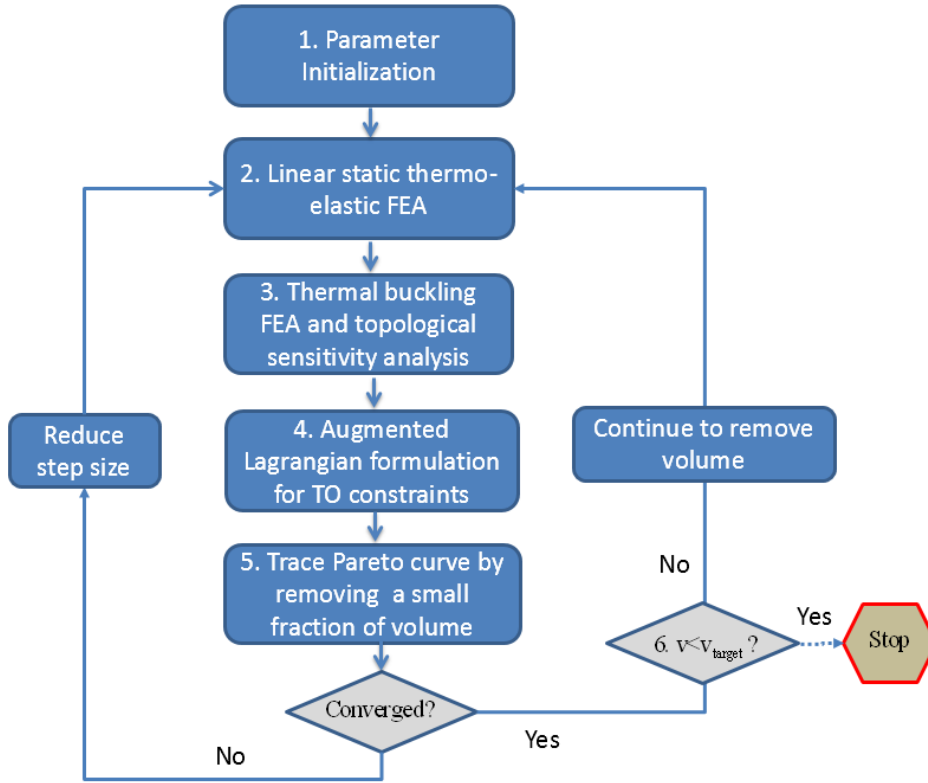 1. Parameter
Initialization
2. Linear static thermo-
elastic FEA
3. Thermal buckling
FEA and topological
sensitivity analysis
4. Augmented
Lagrangian formulation
for TO constraints
5. Trace Pareto curve by
removing a small
fraction of volume
Converged?
No
Yes
Reduce
step size
Continue to remove
volume
No
6. v<v_target ?
Yes
Stop